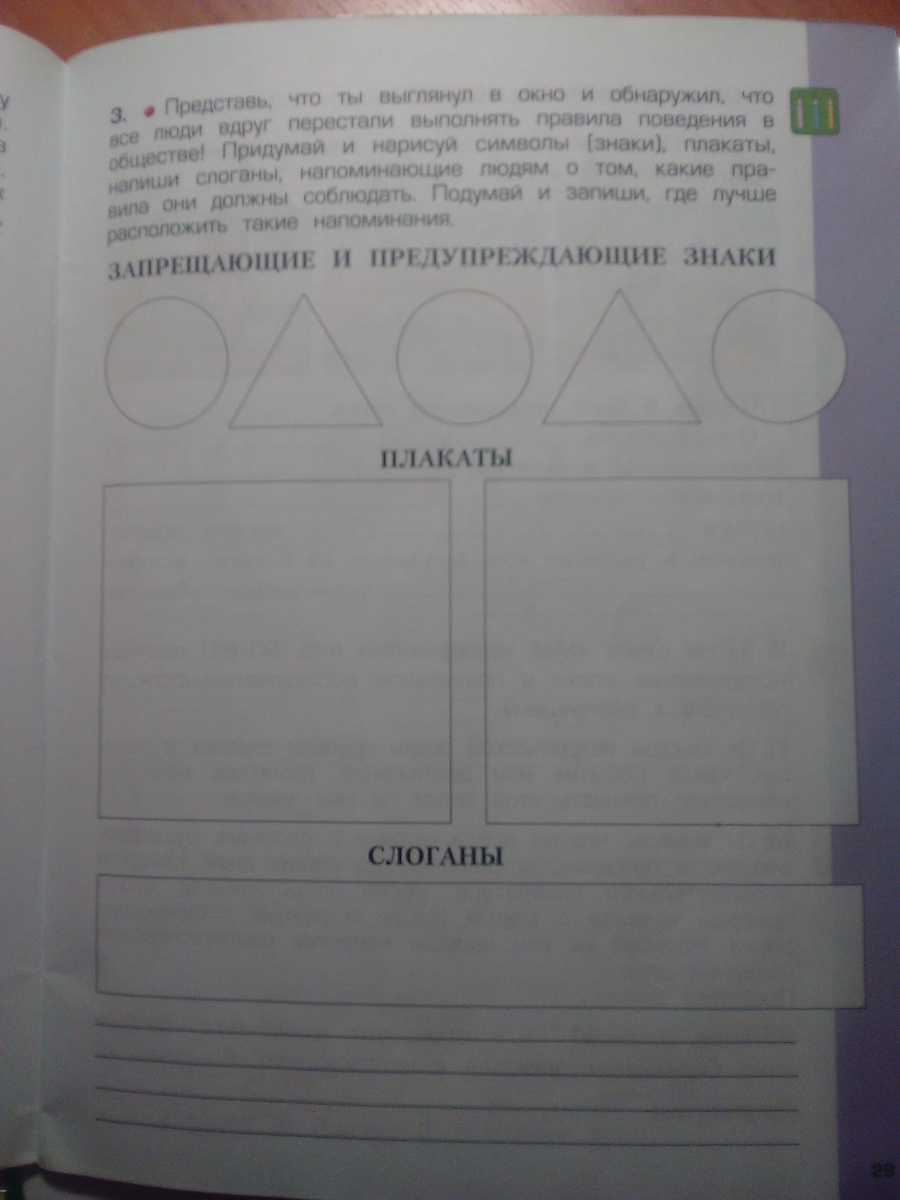 3. • Представь, что ты выглянул в окно и обнаружил, что
все люди вдруг перестали выполнять правила поведения в
обществе! Придумай и нарисуй символы (знаки), плакаты,
напиши слоганы, напоминающие людям о том, какие пра-
вила они должны соблюдать. Подумай и запиши, где лучше
расположить такие напоминания.
ЗАПРЕЩАЮЩИЕ И ПРЕДУПРЕЖДАЮЩИЕ ЗНАКИ
ПЛАКАТЫ
СЛОГАНЫ
29